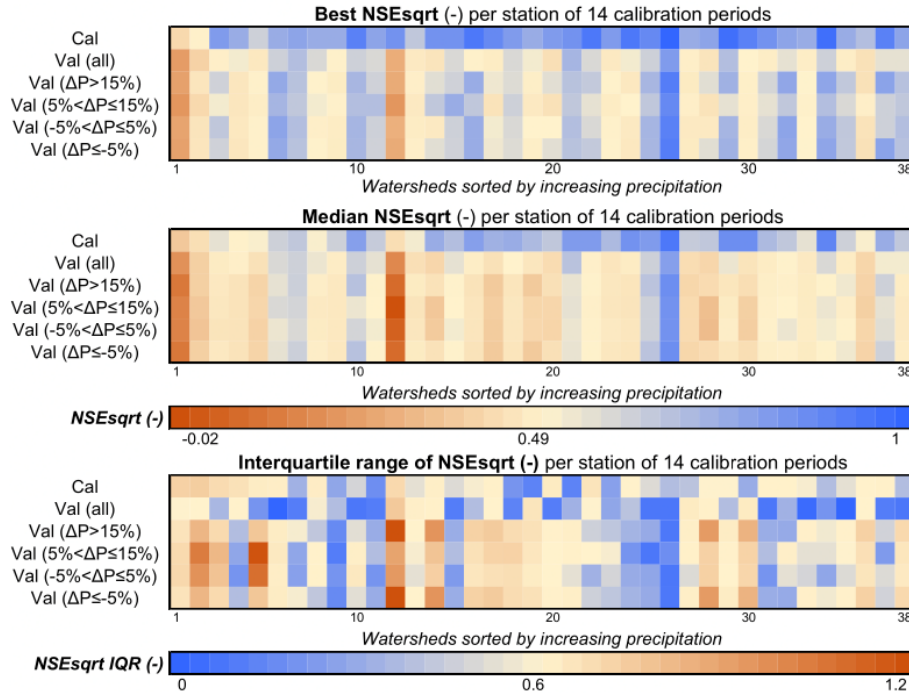 Best NSEsqrt (-) per station of 14 calibration periods
Cal
Val (all)
Val (ΔP>15%)
Val (5%<ΔP≤15%)
Val (-5%<ΔP≤5%)
Val (ΔP≤-5%)
1 10 20 30 38
Watersheds sorted by increasing precipitation
Median NSEsqrt (-) per station of 14 calibration periods
Cal
Val (all)
Val (ΔP>15%)
Val (5%<ΔP≤15%)
Val (-5%<ΔP≤5%)
Val (ΔP≤-5%)
1 10 20 30 38
Watersheds sorted by increasing precipitation
NSEsqrt (-)
-0.02 0.49 1
Interquartile range of NSEsqrt (-) per station of 14 calibration periods
Cal
Val (all)
Val (ΔP>15%)
Val (5%<ΔP≤15%)
Val (-5%<ΔP≤5%)
Val (ΔP≤-5%)
1 10 20 30 38
Watersheds sorted by increasing precipitation
NSEsqrt IQR (-)
0 0.6 1.2